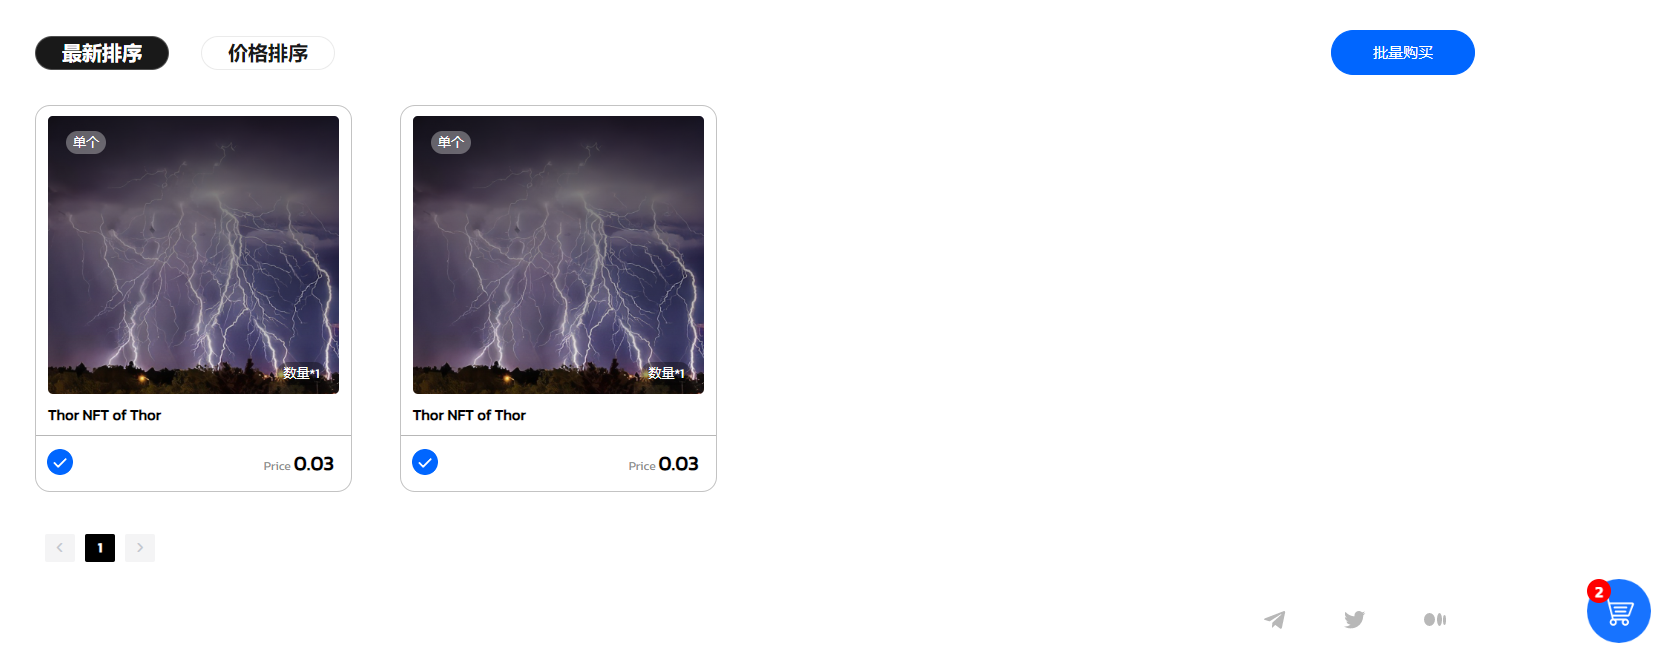 最新排序
价格排序
批量购买
单个
单个
数量*1
数量*1
Thor NFT of Thor
Thor NFT of Thor
Price 0.03
Price 0.03
1
2